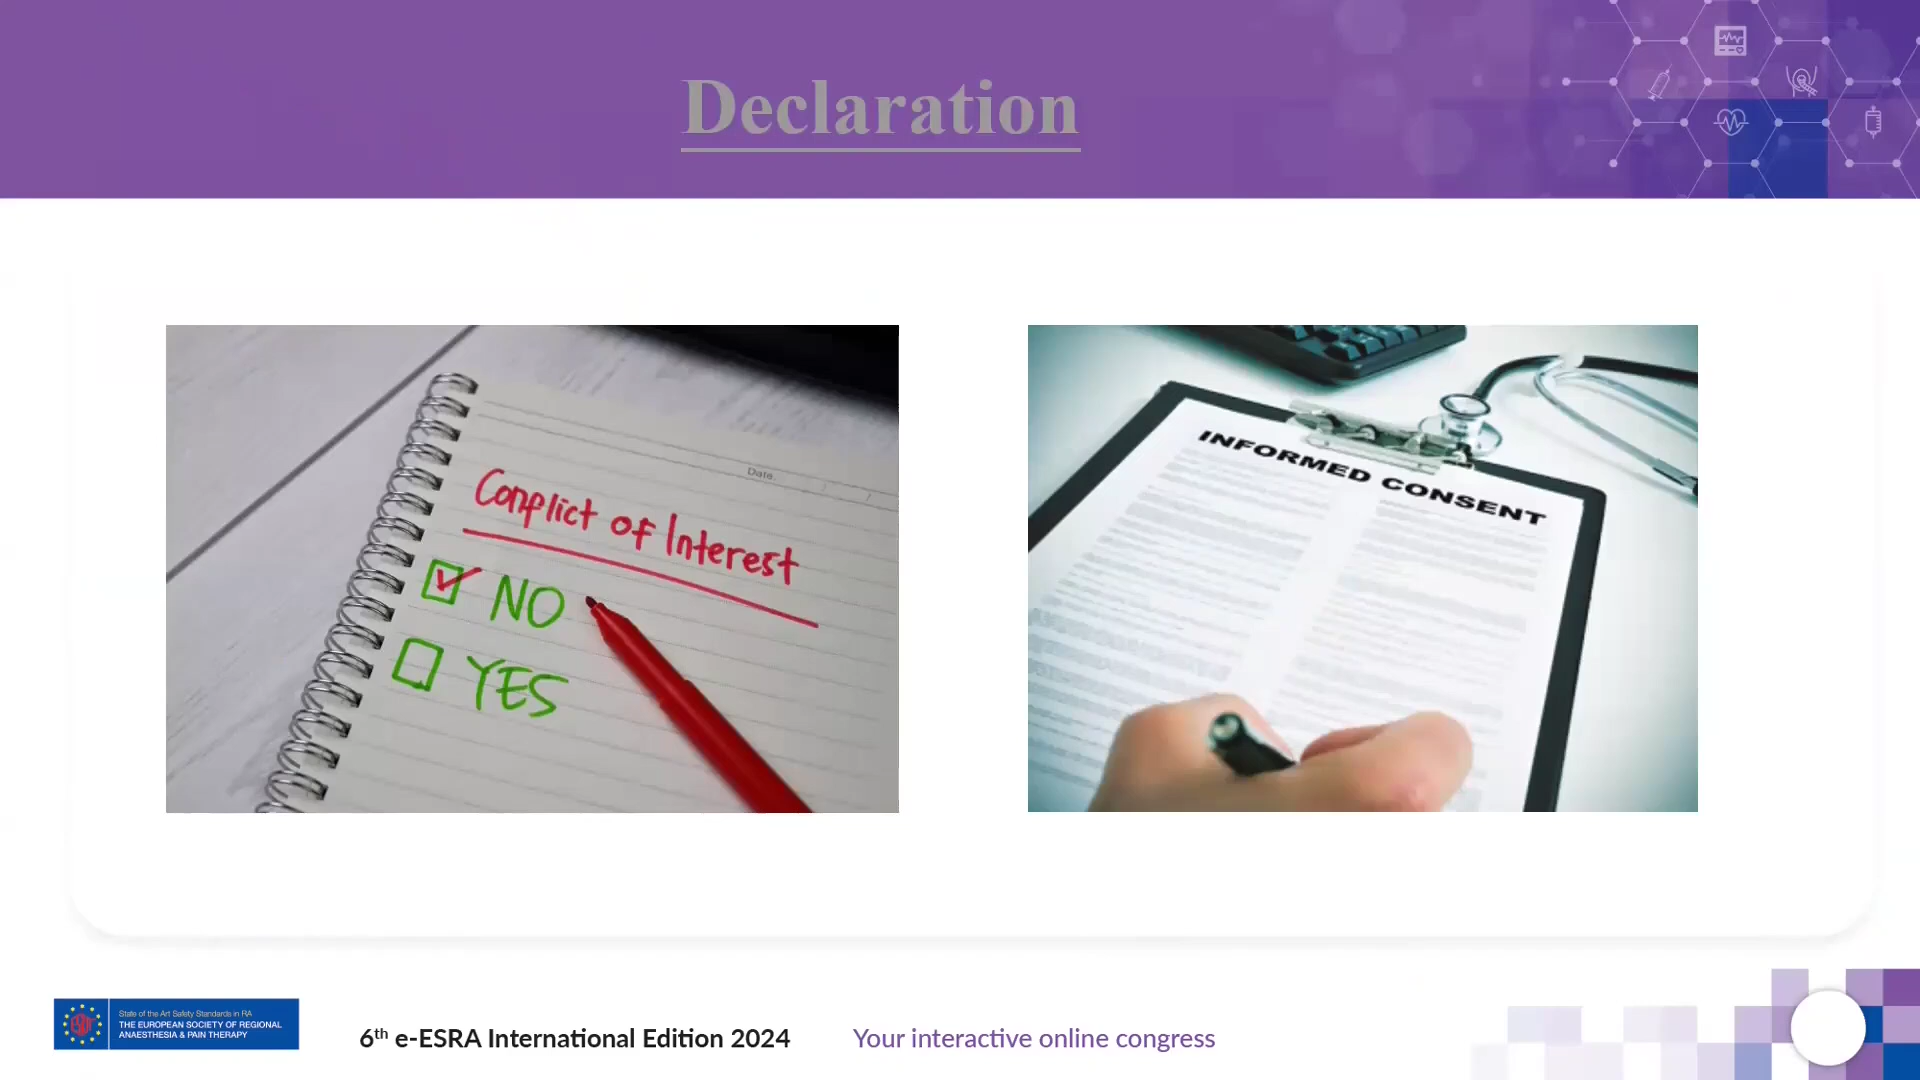 Declaration
Date.
Conflict of Interest
NO
YES
INFORMED CONSENT
State of the Art Safety Standards in RA
THE EUROPEAN SOCIETY OF REGIONAL
ANAESTHESIA & PAIN THERAPY
6th e-ESRA International Edition 2024
Your interactive online congress